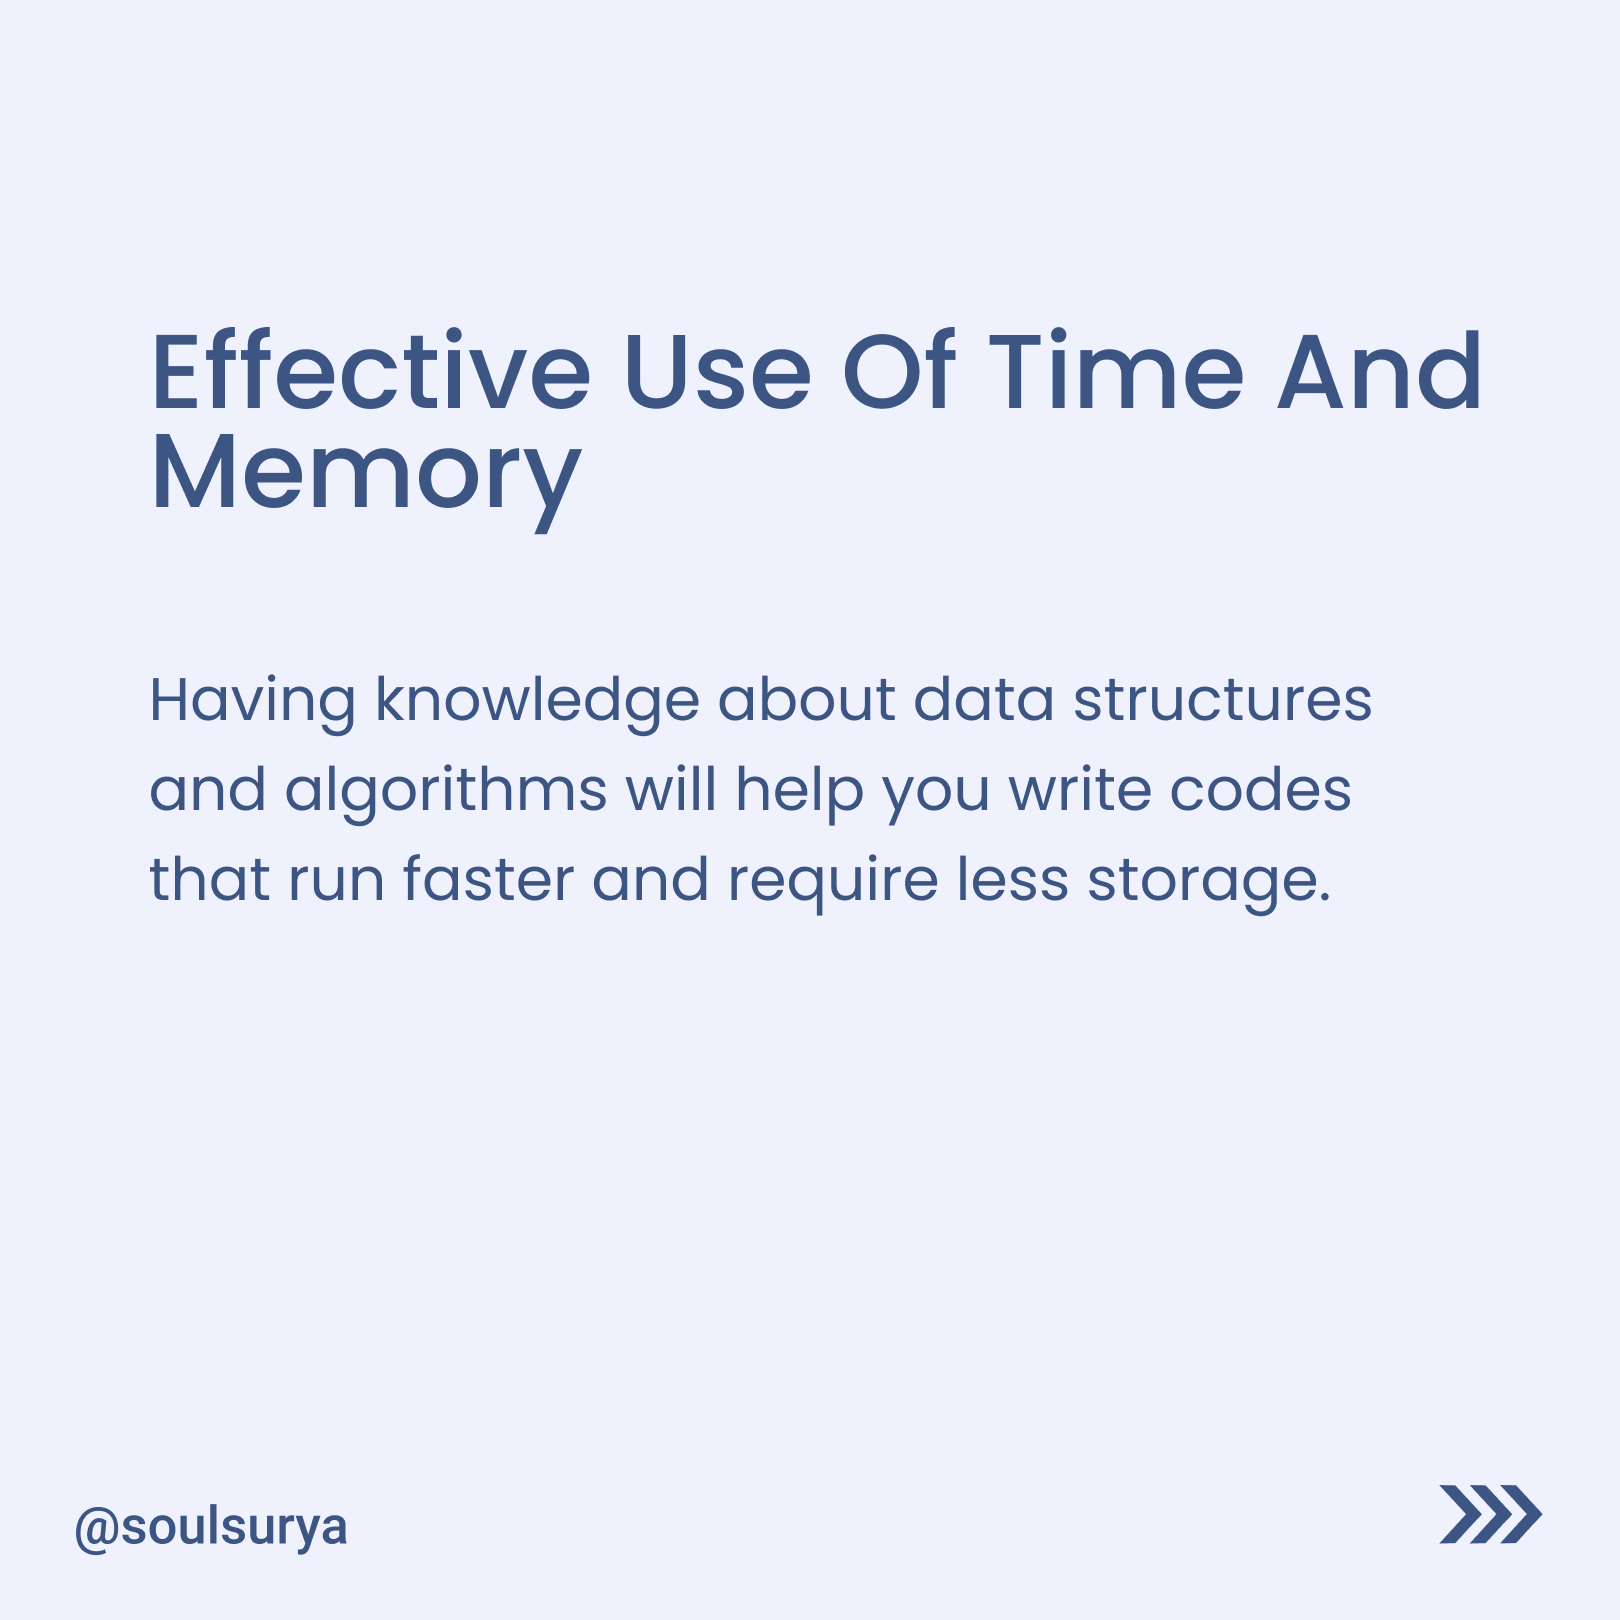 Effective Use Of Time And
Memory
Having knowledge about data structures
and algorithms will help you write codes
that run faster and require less storage.
@soulsurya